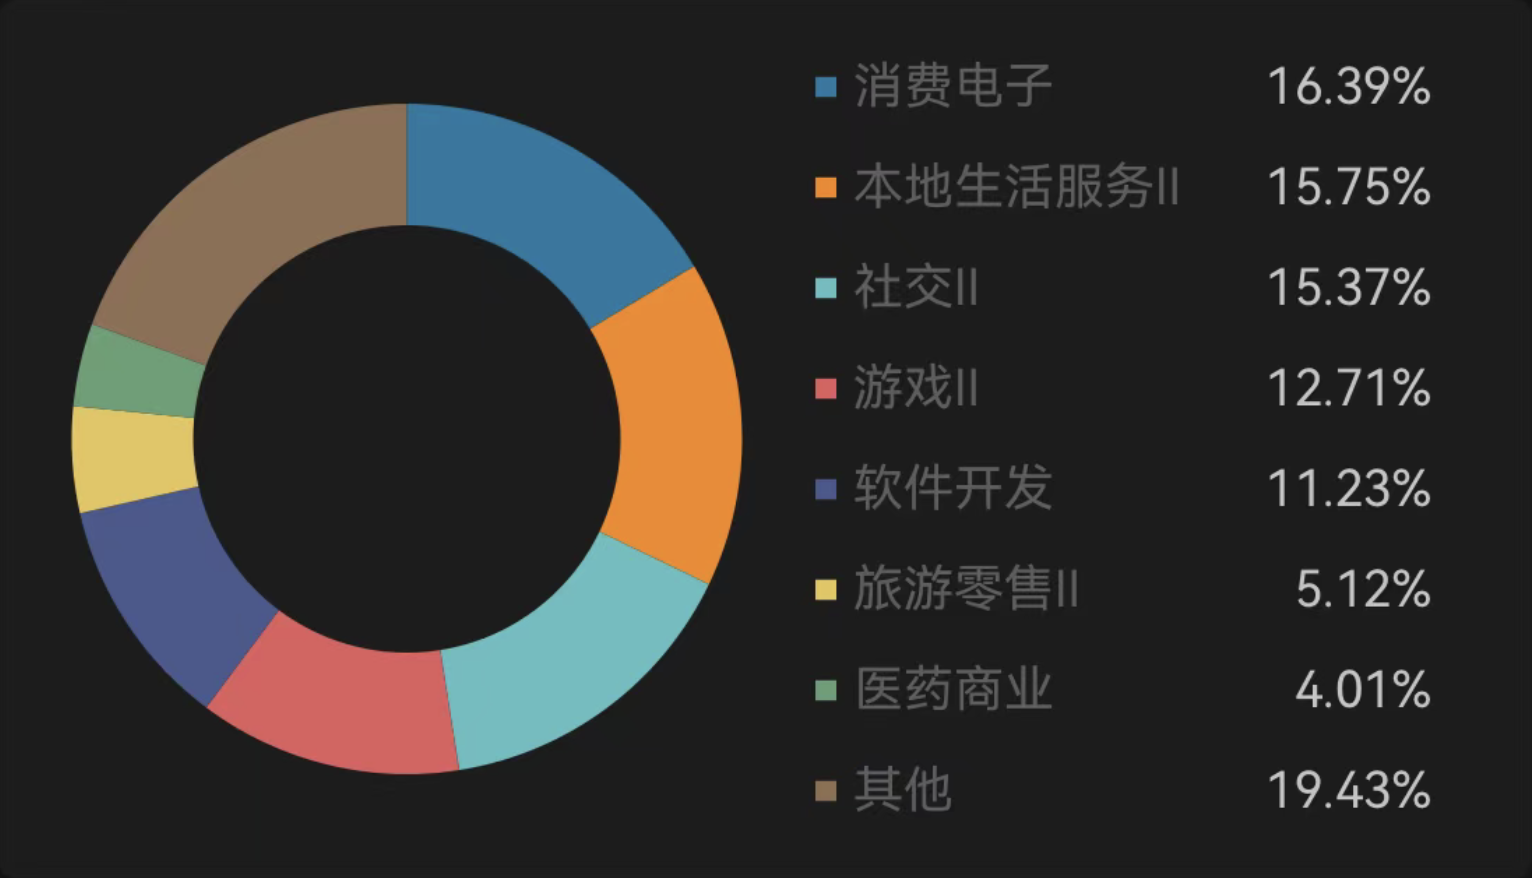 消费电子 16.39%
本地生活服务II 15.75%
社交II 15.37%
游戏II 12.71%
软件开发 11.23%
旅游零售II 5.12%
医药商业 4.01%
其他 19.43%